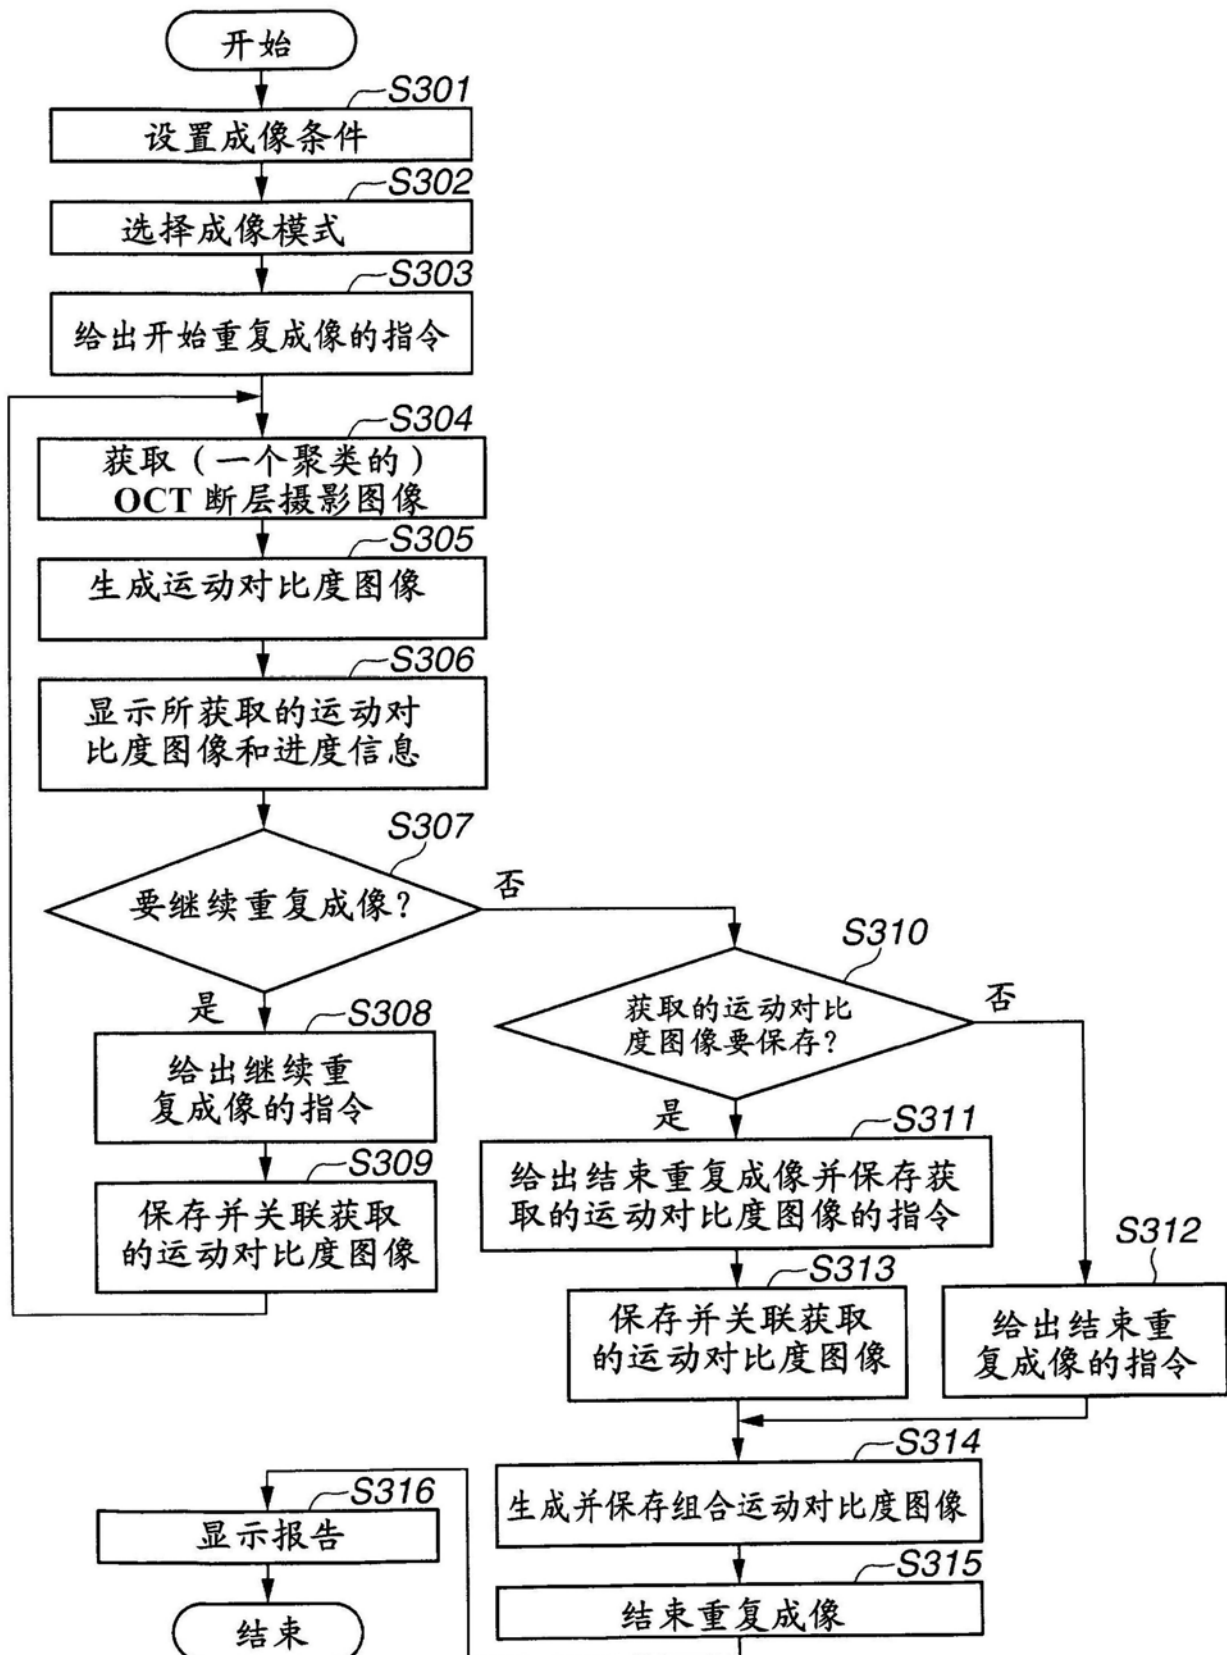 开始
S301
设置成像条件
S302
选择成像模式
S303
给出开始重复成像的指令
S304
获取（一个聚类的）
OCT 断层摄影图像
S305
生成运动对比度图像
S306
显示所获取的运动对
比度图像和进度信息
S307
要继续重复成像？
否
是
S308
给出继续重
复成像的指令
S309
保存并关联获取
的运动对比度图像
S310
获取的运动对比
度图像要保存？
否
是
S311
给出结束重复成像并保存获
取的运动对比度图像的指令
S312
给出结束重
复成像的指令
S313
保存并关联获取
的运动对比度图像
S314
生成并保存组合运动对比度图像
S315
结束重复成像
S316
显示报告
结束